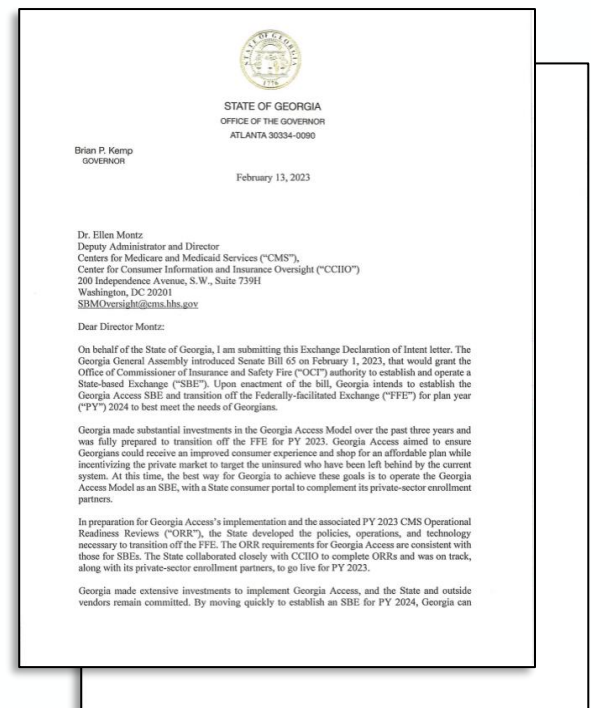 STATE OF GEORGIA
1776
STATE OF GEORGIA
OFFICE OF THE GOVERNOR
ATLANTA 30334-0090
Brian P. Kemp
GOVERNOR
February 13, 2023
Dr. Ellen Montz
Deputy Administrator and Director
Centers for Medicare and Medicaid Services (“CMS”),
Center for Consumer Information and Insurance Oversight (“CCIIO”)
200 Independence Avenue, S.W., Suite 739H
Washington, DC 20201
SBMOversight@cms.hhs.gov
Dear Director Montz:
On behalf of the State of Georgia, I am submitting this Exchange Declaration of Intent letter. The
Georgia General Assembly introduced Senate Bill 65 on February 1, 2023, that would grant the
Office of Commissioner of Insurance and Safety Fire (“OCI”) authority to establish and operate a
State-based Exchange (“SBE”). Upon enactment of the bill, Georgia intends to establish the
Georgia Access SBE and transition off the Federally-facilitated Exchange (“FFE”) for plan year
(“PY”) 2024 to best meet the needs of Georgians.
Georgia made substantial investments in the Georgia Access Model over the past three years and
was fully prepared to transition off the FFE for PY 2023. Georgia Access aimed to ensure
Georgians could receive an improved consumer experience and shop for an affordable plan while
incentivizing the private market to target the uninsured who have been left behind by the current
system. At this time, the best way for Georgia to achieve these goals is to operate the Georgia
Access Model as an SBE, with a State consumer portal to complement its private-sector enrollment
partners.
In preparation for Georgia Access’s implementation and the associated PY 2023 CMS Operational
Readiness Reviews (“ORR”), the State developed the policies, operations, and technology
necessary to transition off the FFE. The ORR requirements for Georgia Access are consistent with
those for SBEs. The State collaborated closely with CCIIO to complete ORRs and was on track,
along with its private-sector enrollment partners, to go live for PY 2023.
Georgia made extensive investments to implement Georgia Access, and the State and outside
vendors remain committed. By moving quickly to establish an SBE for PY 2024, Georgia can